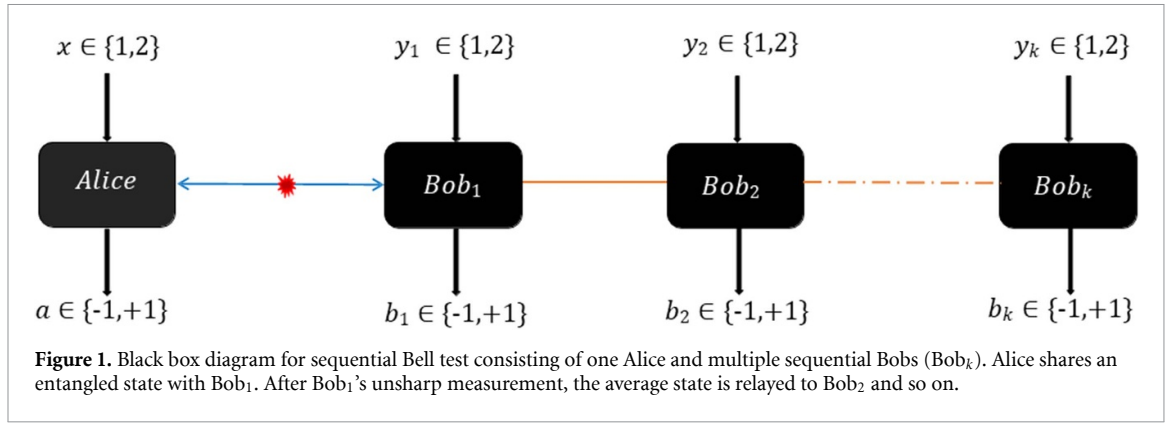 x ∈ {1,2} y₁ ∈ {1,2} y₂ ∈ {1,2} yₖ ∈ {1,2}
Alice Bob₁ Bob₂ Bobₖ
a ∈ {-1,+1} b₁ ∈ {-1,+1} b₂ ∈ {-1,+1} bₖ ∈ {-1,+1}
Figure 1. Black box diagram for sequential Bell test consisting of one Alice and multiple sequential Bobs (Bobₖ). Alice shares an
entangled state with Bob₁. After Bob₁'s unsharp measurement, the average state is relayed to Bob₂ and so on.